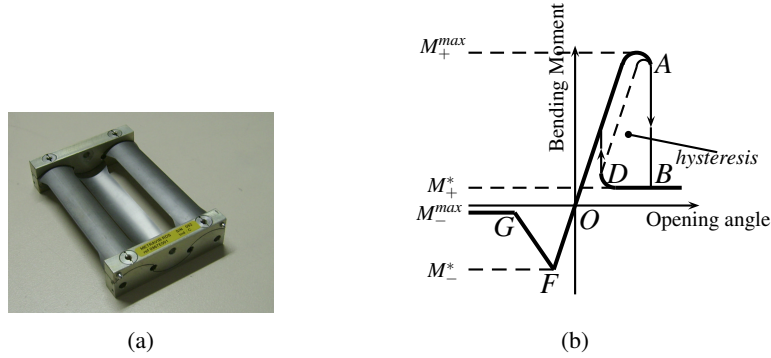 M₊ᵐᵃˣ
Bending Moment
A
hysteresis
D
B
M₊*
M₋ᵐᵃˣ
G
O
Opening angle
M₋*
F
(a)
(b)